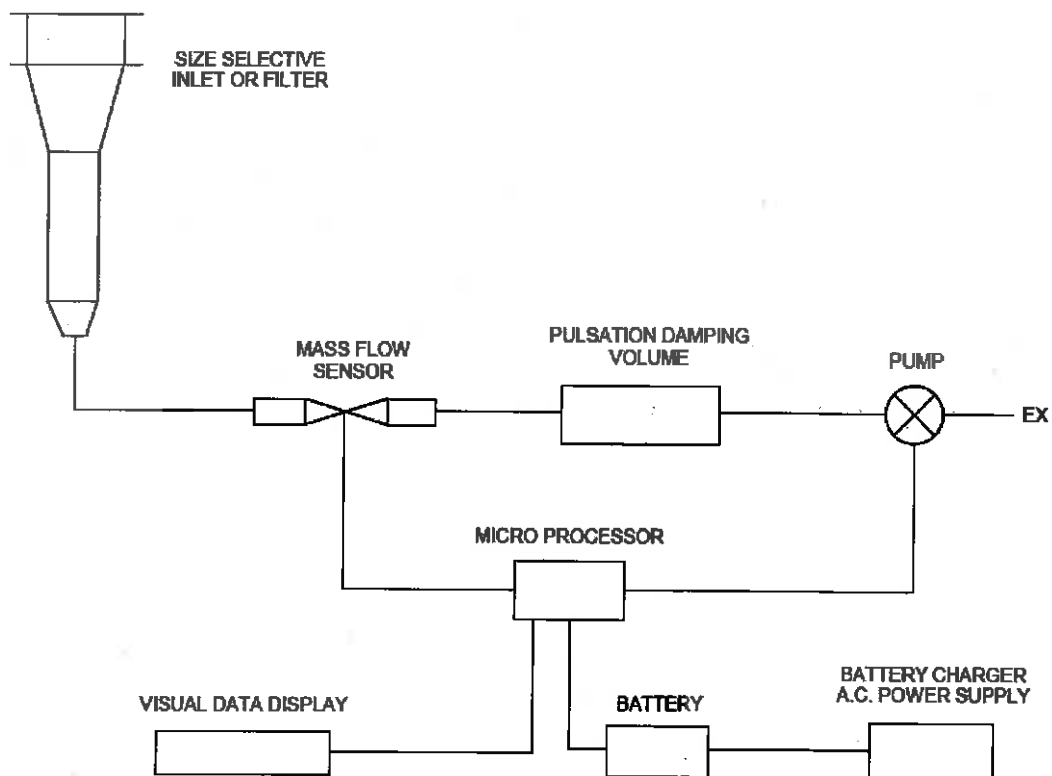 SIZE SELECTIVE
INLET OR FILTER
MASS FLOW
SENSOR
PULSATION DAMPING
VOLUME
PUMP
EX
MICRO PROCESSOR
VISUAL DATA DISPLAY
BATTERY
BATTERY CHARGER
A.C. POWER SUPPLY